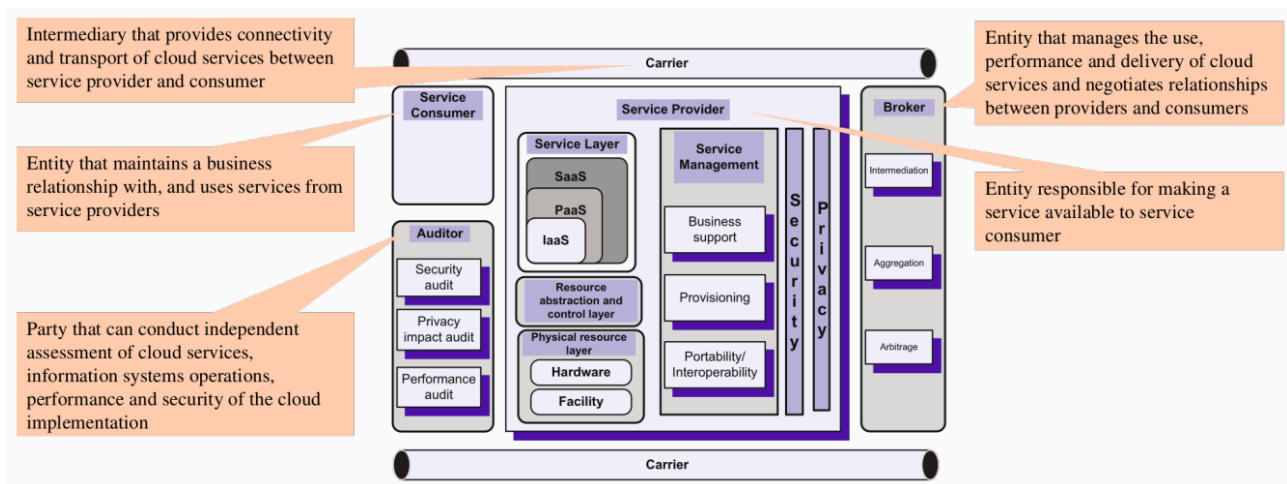 Intermediary that provides connectivity
and transport of cloud services between
service provider and consumer
Entity that maintains a business
relationship with, and uses services from
service providers
Party that can conduct independent
assessment of cloud services,
information systems operations,
performance and security of the cloud
implementation
Carrier
Service
Consumer
Auditor
Security
audit
Privacy
impact audit
Performance
audit
Service Provider
Service Layer
SaaS
PaaS
IaaS
Resource
abstraction and
control layer
Physical resource
layer
Hardware
Facility
Service
Management
Business
support
Provisioning
Portability/
Interoperability
Security
Privacy
Broker
Intermediation
Aggregation
Arbitrage
Carrier
Entity that manages the use,
performance and delivery of cloud
services and negotiates relationships
between providers and consumers
Entity responsible for making a
service available to service
consumer